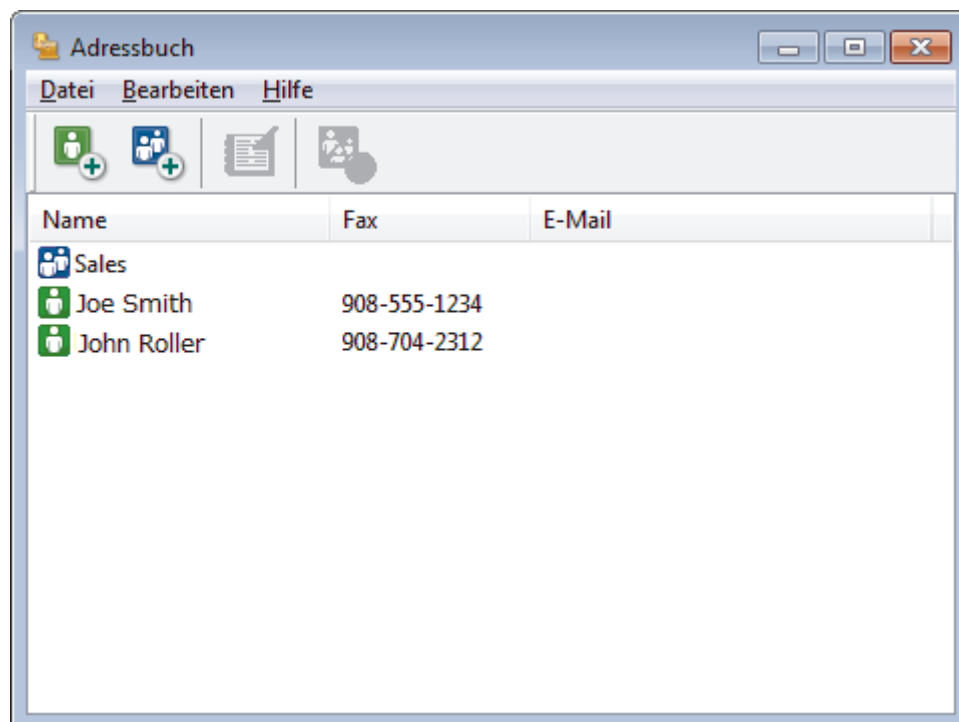 Adressbuch
Datei Bearbeiten Hilfe
Name Fax E-Mail
Sales
Joe Smith 908-555-1234
John Roller 908-704-2312